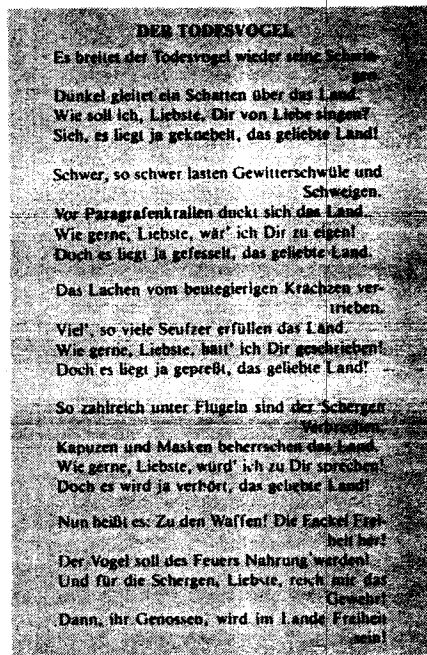 DER TODESVOGEL
Es breitet der Todesvogel wieder seine Schwin-
gen.
Dunkel gleitet ein Schatten über das Land.
Wie soll ich, Liebste, Dir von Liebe singen?
Sieh, es liegt ja geknebelt, das geliebte Land!
Schwer, so schwer lasten Gewitterschwüle und
Schweigen.
Vor Paragrafenkrallen duckt sich das Land.
Wie gerne, Liebste, wär' ich Dir zu eigen!
Doch es liegt ja gefesselt, das geliebte Land.
Das Lachen vom beutegierigen Krächzen ver-
trieben.
Viel', so viele Seufzer erfüllen das Land.
Wie gerne, Liebste, hätt' ich Dir geschrieben!
Doch es liegt ja gepreßt, das geliebte Land!
So zahlreich unter Flügeln sind der Schergen
Verbrechen.
Kapuzen und Masken beherrschen das Land.
Wie gerne, Liebste, würd' ich zu Dir sprechen!
Doch es wird ja verhört, das geliebte Land!
Nun heißt es: Zu den Waffen! Die Fackel Frei-
heit her!
Der Vogel soll des Feuers Nahrung werden!
Und für die Schergen, Liebste, reich mir das
Gewehr!
Dann, ihr Genossen, wird im Lande Freiheit
sein!